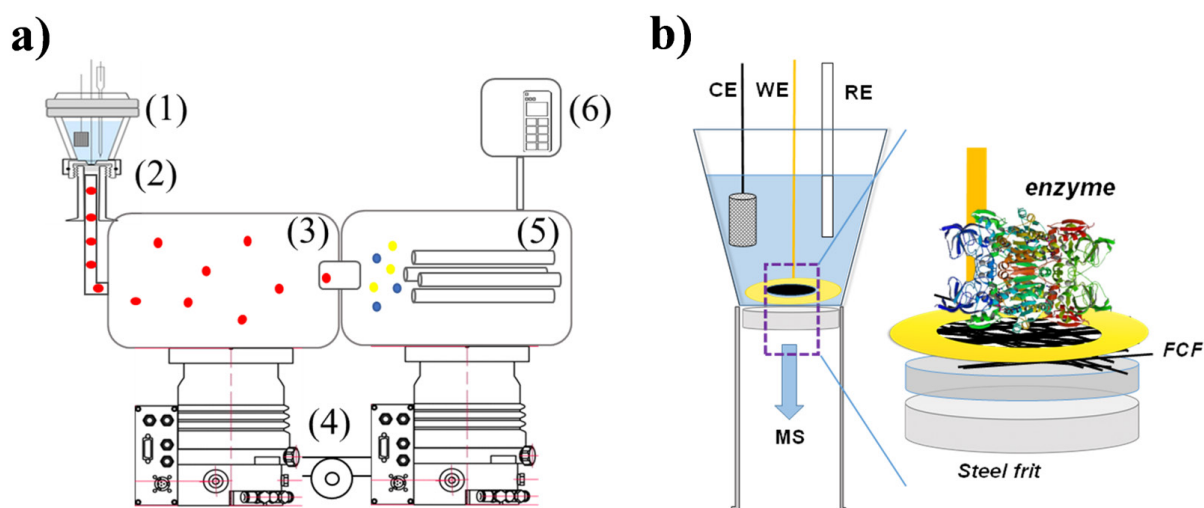 a)
(1)
(2)
(3)
(4)
(5)
(6)
b)
CE
WE
RE
MS
enzyme
FCF
Steel frit